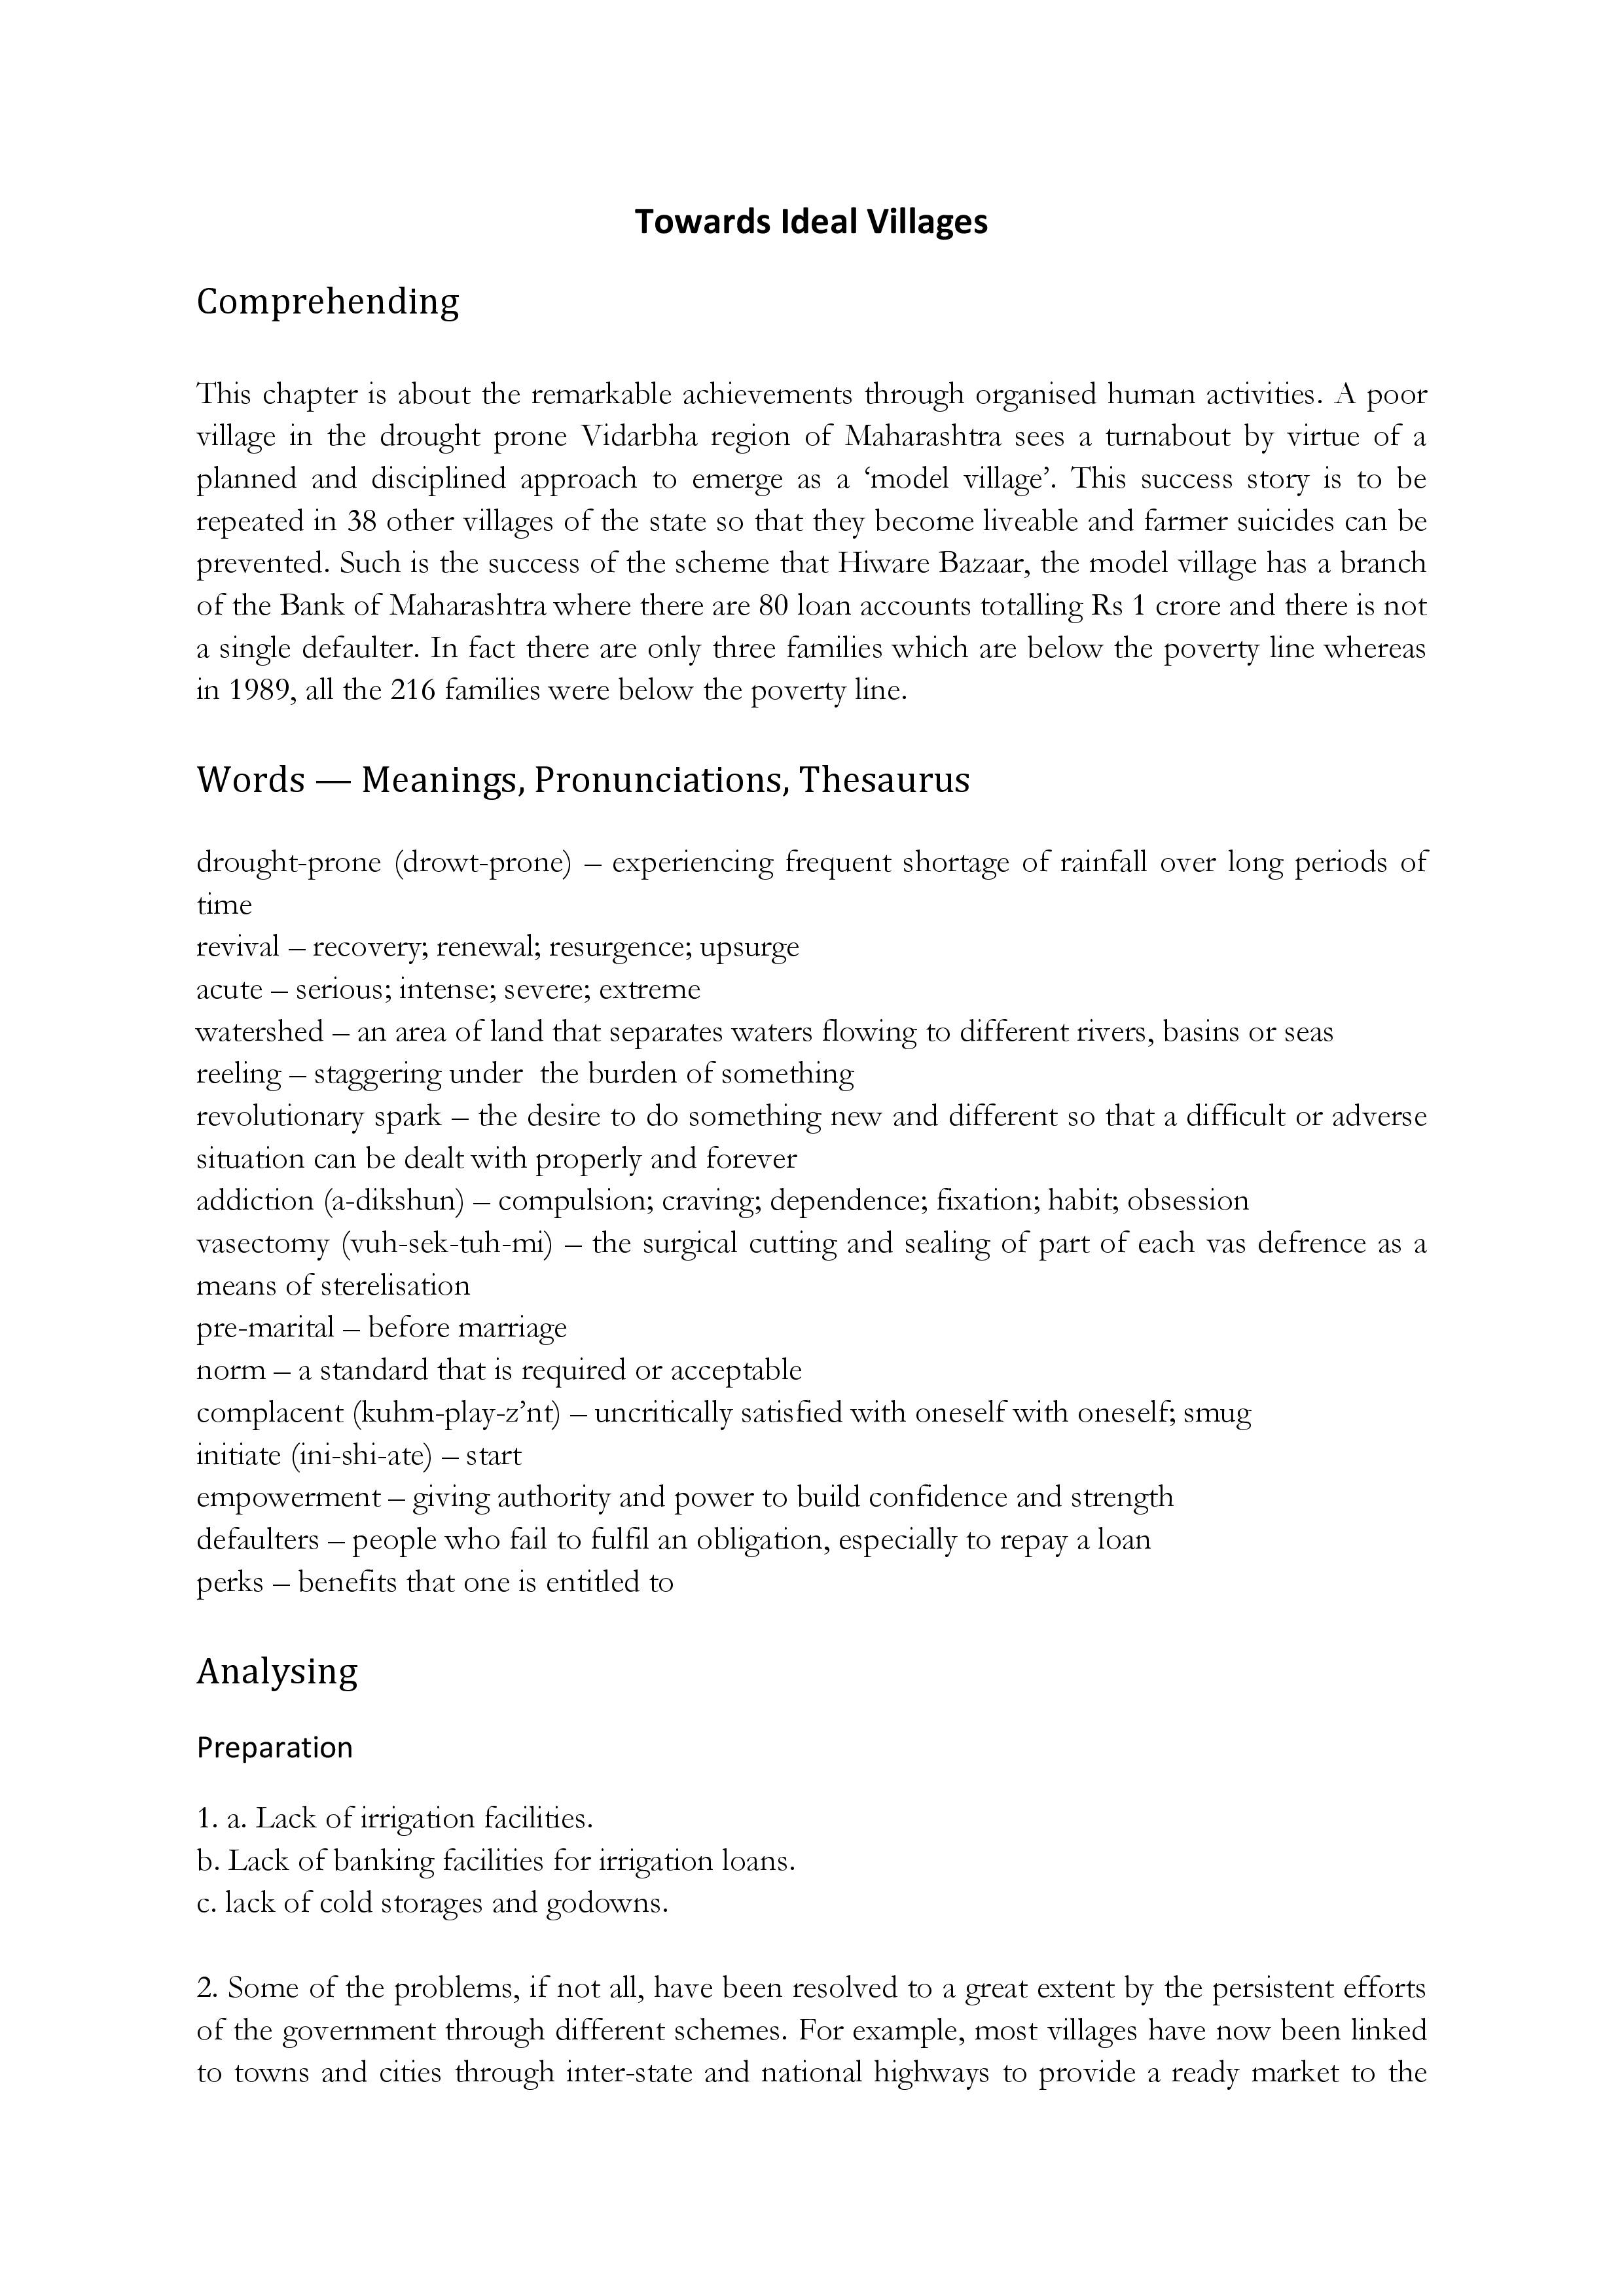 Towards Ideal Villages
Comprehending
This chapter is about the remarkable achievements through organised human activities. A poor
village in the drought prone Vidarbha region of Maharashtra sees a turnabout by virtue of a
planned and disciplined approach to emerge as a ‘model village’. This success story is to be
repeated in 38 other villages of the state so that they become liveable and farmer suicides can be
prevented. Such is the success of the scheme that Hiware Bazaar, the model village has a branch
of the Bank of Maharashtra where there are 80 loan accounts totalling Rs 1 crore and there is not
a single defaulter. In fact there are only three families which are below the poverty line whereas
in 1989, all the 216 families were below the poverty line.
Words — Meanings, Pronunciations, Thesaurus
drought-prone (drowt-prone) – experiencing frequent shortage of rainfall over long periods of
time
revival – recovery; renewal; resurgence; upsurge
acute – serious; intense; severe; extreme
watershed – an area of land that separates waters flowing to different rivers, basins or seas
reeling – staggering under  the burden of something
revolutionary spark – the desire to do something new and different so that a difficult or adverse
situation can be dealt with properly and forever
addiction (a-dikshun) – compulsion; craving; dependence; fixation; habit; obsession
vasectomy (vuh-sek-tuh-mi) – the surgical cutting and sealing of part of each vas defrence as a
means of sterelisation
pre-marital – before marriage
norm – a standard that is required or acceptable
complacent (kuhm-play-z’nt) – uncritically satisfied with oneself with oneself; smug
initiate (ini-shi-ate) – start
empowerment – giving authority and power to build confidence and strength
defaulters – people who fail to fulfil an obligation, especially to repay a loan
perks – benefits that one is entitled to
Analysing
Preparation
1. a. Lack of irrigation facilities.
b. Lack of banking facilities for irrigation loans.
c. lack of cold storages and godowns.
2. Some of the problems, if not all, have been resolved to a great extent by the persistent efforts
of the government through different schemes. For example, most villages have now been linked
to towns and cities through inter-state and national highways to provide a ready market to the